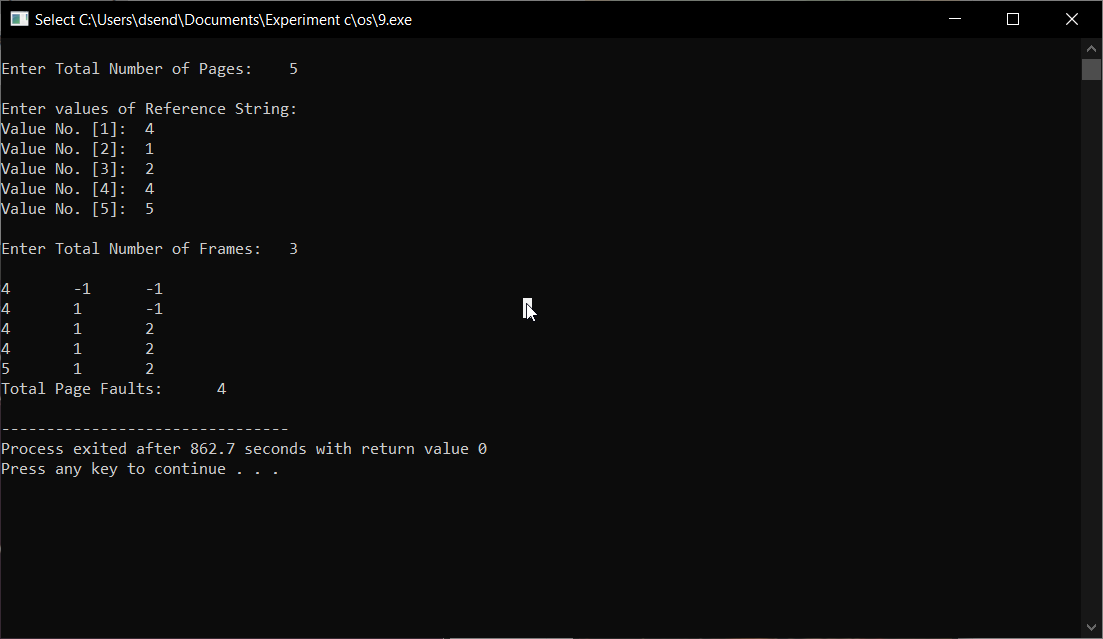 Select C:\Users\dsend\Documents\Experiment c\os\9.exe
Enter Total Number of Pages:    5
Enter values of Reference String:
Value No. [1]:  4
Value No. [2]:  1
Value No. [3]:  2
Value No. [4]:  4
Value No. [5]:  5
Enter Total Number of Frames:   3
4       -1      -1
4       1       -1
4       1       2
4       1       2
5       1       2
Total Page Faults:      4
--------------------------------
Process exited after 862.7 seconds with return value 0
Press any key to continue . . .